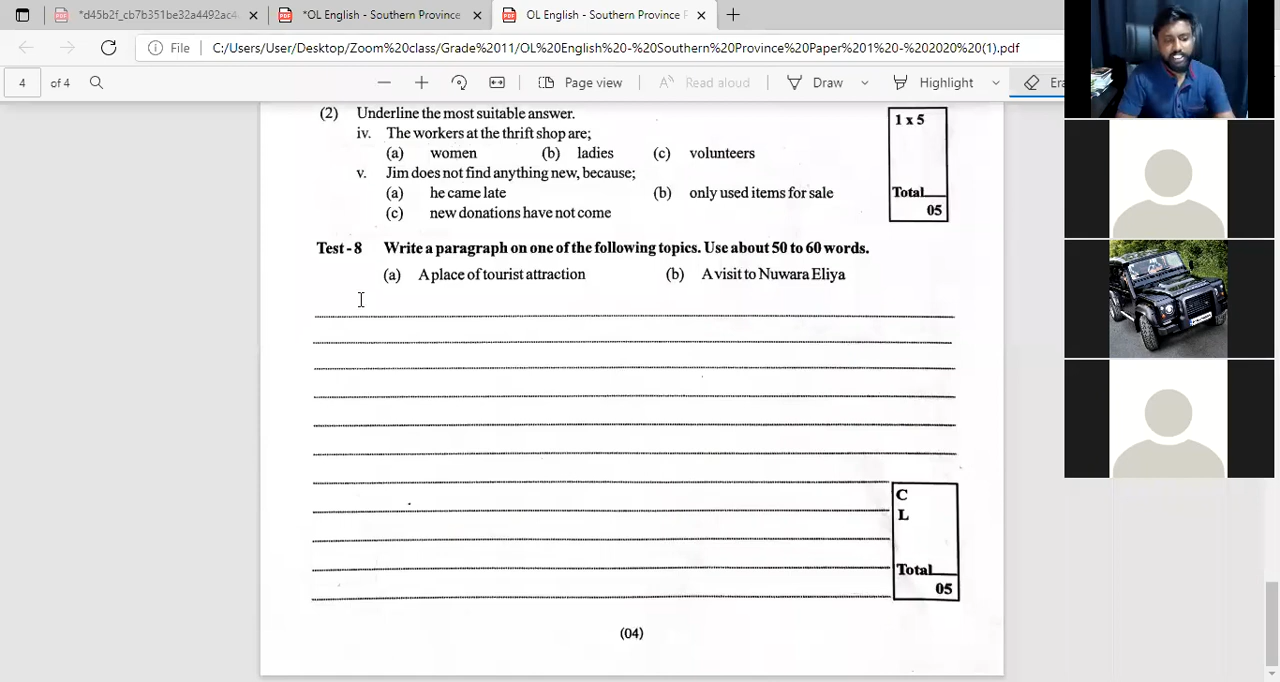 *d45b2f_cb7b351be32a4492ac4
*OL English - Southern Province
OL English - Southern Province P
File
C:/Users/User/Desktop/Zoom%20class/Grade%2011/OL%20English%20-%20Southern%20Province%20Paper%201%20-%202020%20(1).pdf
4 of 4
Page view
Read aloud
Draw
Highlight
Era
(2) Underline the most suitable answer.
iv. The workers at the thrift shop are;
(a) women (b) ladies (c) volunteers
v. Jim does not find anything new, because;
(a) he came late (b) only used items for sale
(c) new donations have not come
1 x 5
Total
05
Test - 8 Write a paragraph on one of the following topics. Use about 50 to 60 words.
(a) A place of tourist attraction (b) A visit to Nuwara Eliya
C
L
Total
05
(04)